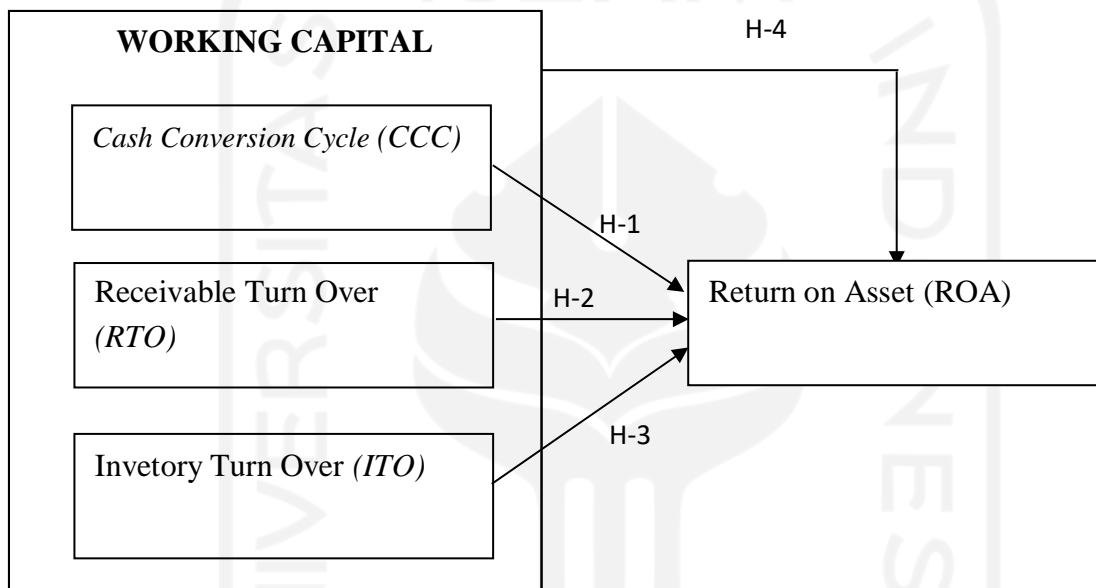 WORKING CAPITAL
H-4
Cash Conversion Cycle (CCC)
H-1
Receivable Turn Over
(RTO)
H-2
Return on Asset (ROA)
H-3
Invetory Turn Over (ITO)
UNIVERSITAS